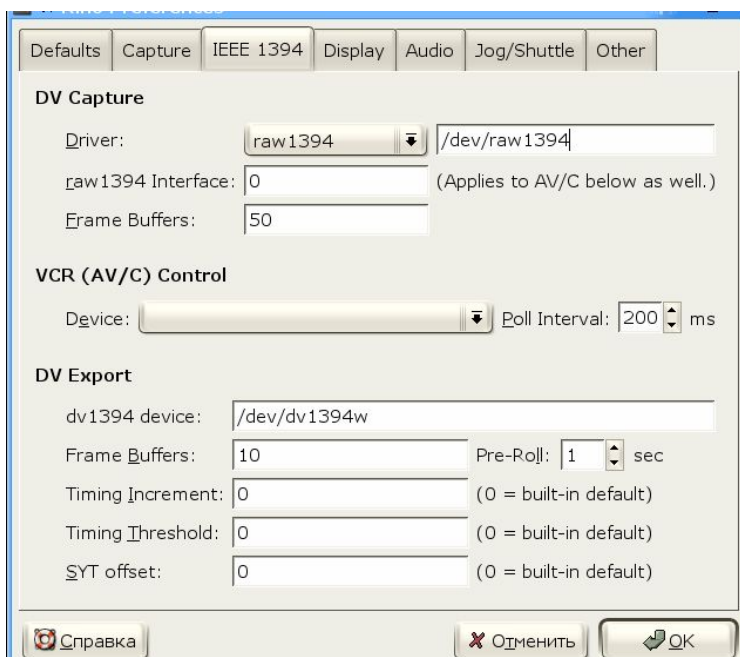 Kino Preferences
Defaults Capture IEEE 1394 Display Audio Jog/Shuttle Other
DV Capture
Driver: raw1394 /dev/raw1394
raw1394 Interface: 0 (Applies to AV/C below as well.)
Frame Buffers: 50
VCR (AV/C) Control
Device: Poll Interval: 200 ms
DV Export
dv1394 device: /dev/dv1394w
Frame Buffers: 10 Pre-Roll: 1 sec
Timing Increment: 0 (0 = built-in default)
Timing Threshold: 0 (0 = built-in default)
SYT offset: 0 (0 = built-in default)
Справка Отменить OK